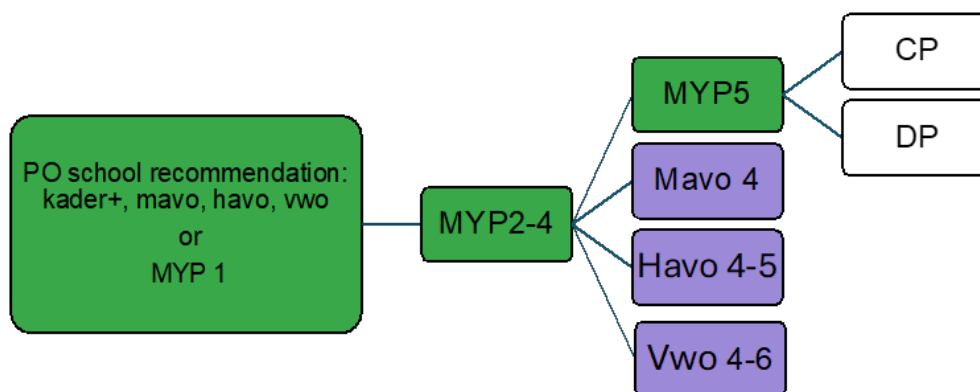 PO school recommendation:
kader+, mavo, havo, vwo
or
MYP 1
MYP2-4
MYP5
Mavo 4
Havo 4-5
Vwo 4-6
CP
DP